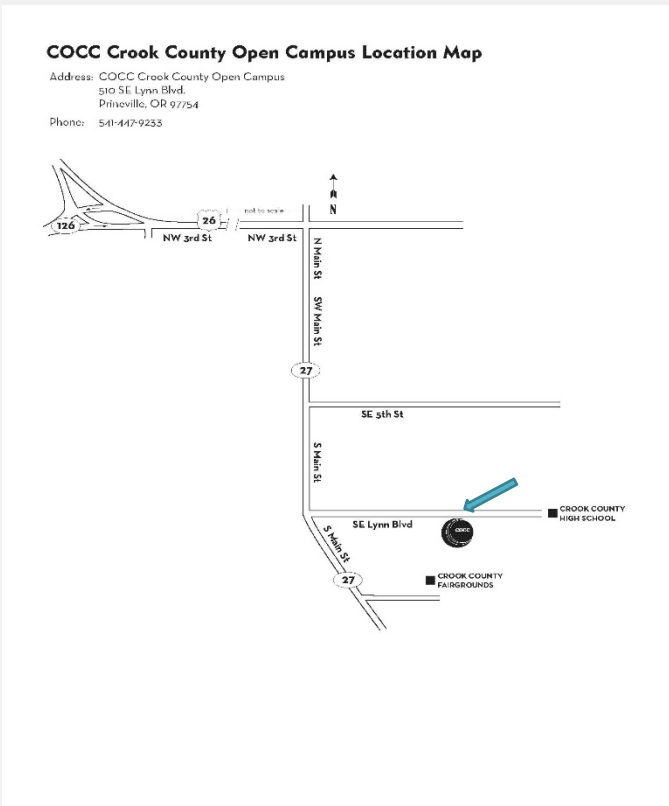 COCC Crook County Open Campus Location Map
Address: COCC Crook County Open Campus
510 SE Lynn Blvd.
Prineville, OR 97754
Phone: 541-447-9233
126
26
not to scale
N
NW 3rd St
NW 3rd St
N Main St
SW Main St
27
SE 5th St
S Main St
SE Lynn Blvd
COCC
CROOK COUNTY
HIGH SCHOOL
S Main St
27
CROOK COUNTY
FAIRGROUNDS